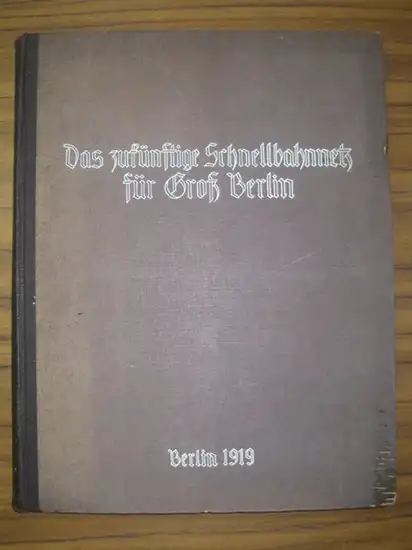 Das zukünftige Schnellbahnnetz
für Groß Berlin
Berlin 1919